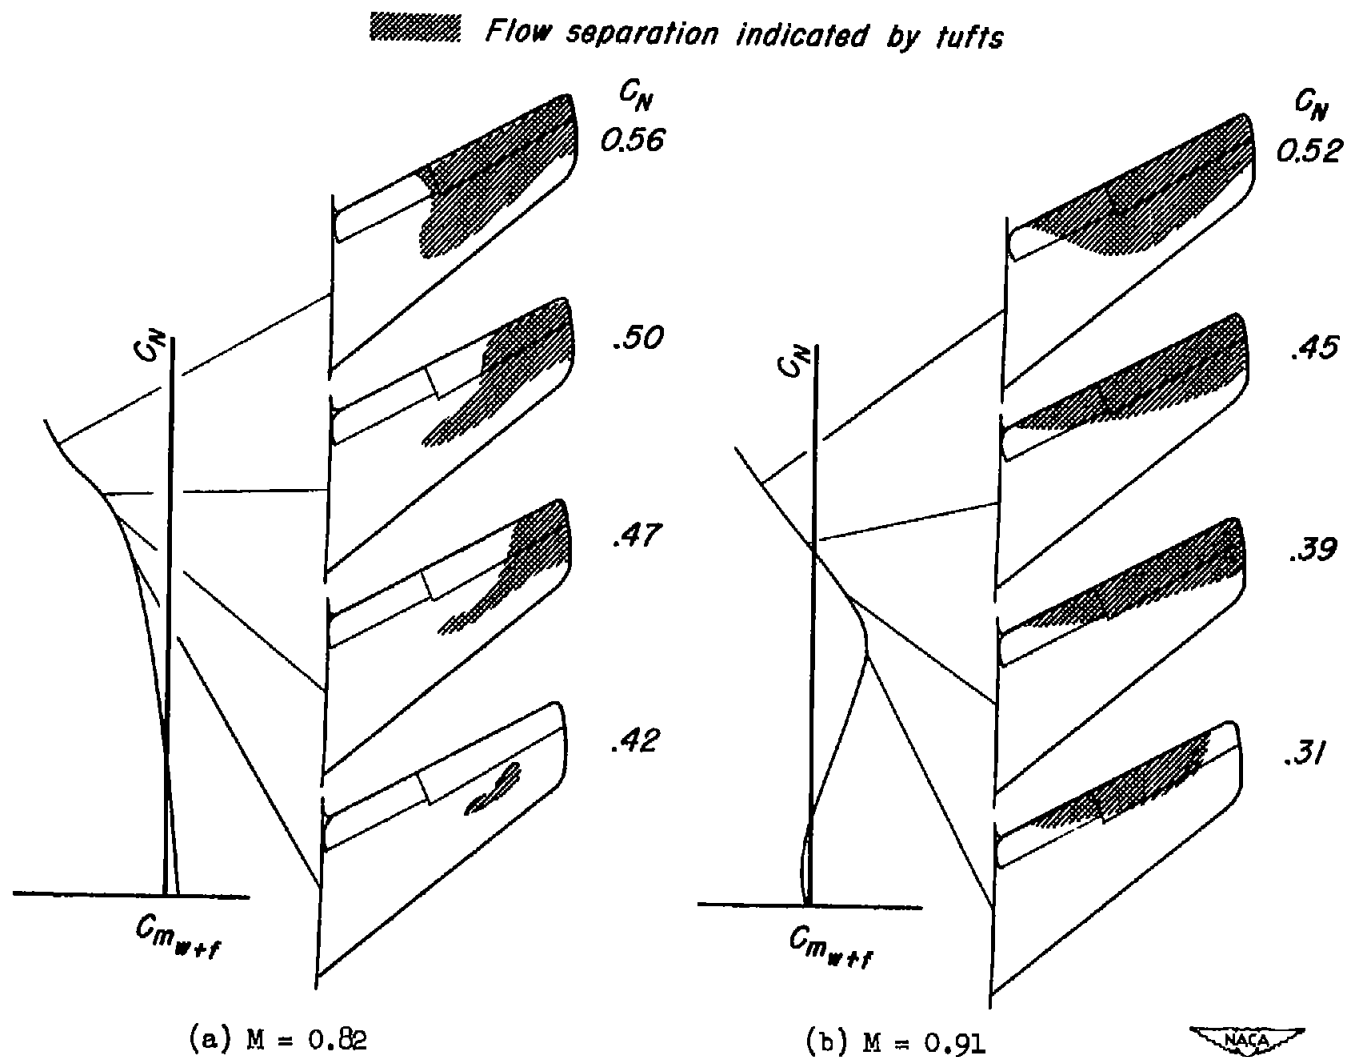 Flow separation indicated by tufts
C_N
0.56
.50
.47
.42
C_N
C_m_w+f
(a) M = 0.82
C_N
0.52
.45
.39
.31
C_N
C_m_w+f
(b) M = 0.91
NACA